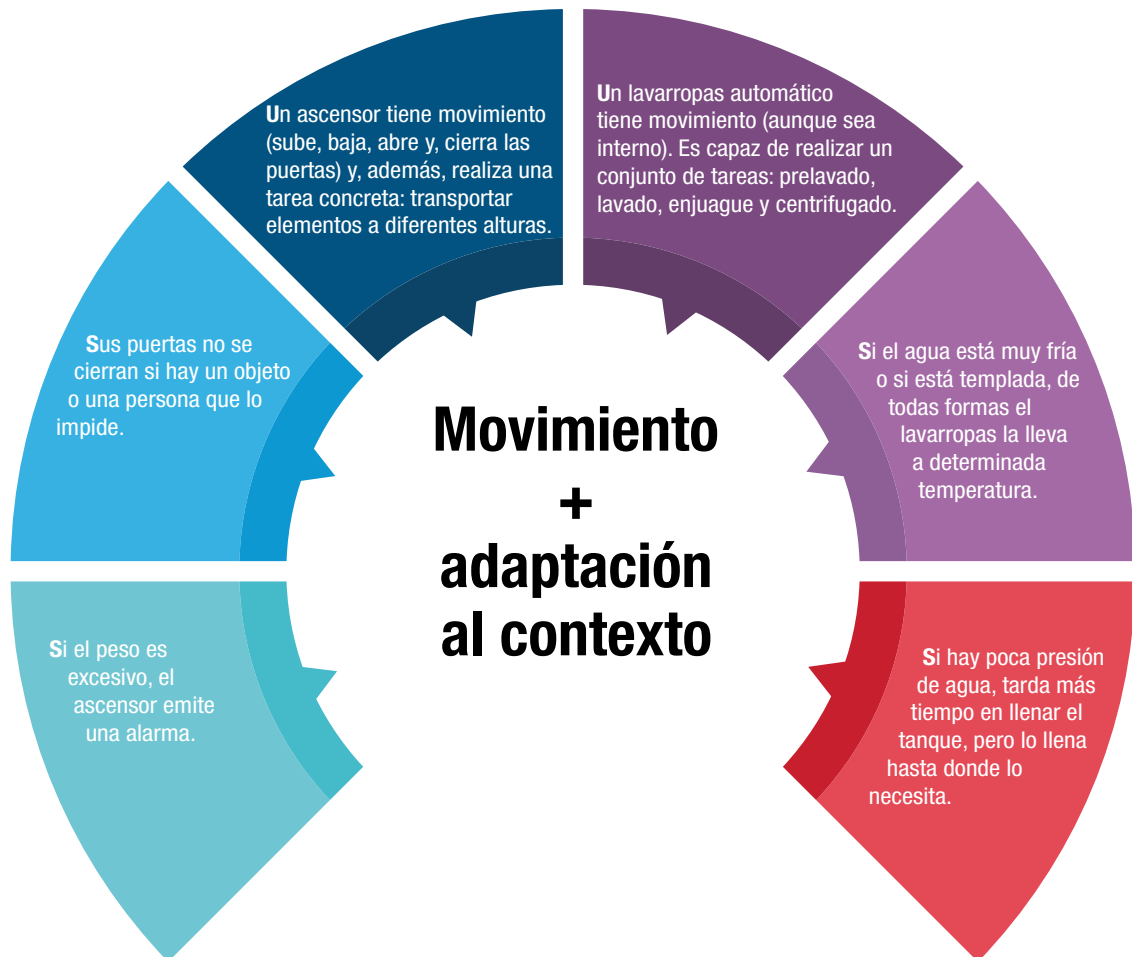 Un ascensor tiene movimiento
(sube, baja, abre y, cierra las
puertas) y, además, realiza una
tarea concreta: transportar
elementos a diferentes alturas.
Un lavarropas automático
tiene movimiento (aunque sea
interno). Es capaz de realizar un
conjunto de tareas: prelavado,
lavado, enjuague y centrifugado.
Sus puertas no se
cierran si hay un objeto
o una persona que lo
impide.
Si el agua está muy fría
o si está templada, de
todas formas el
lavarropas la lleva
a determinada
temperatura.
Movimiento
+
adaptación
al contexto
Si el peso es
excesivo, el
ascensor emite
una alarma.
Si hay poca presión
de agua, tarda más
tiempo en llenar el
tanque, pero lo llena
hasta donde lo
necesita.